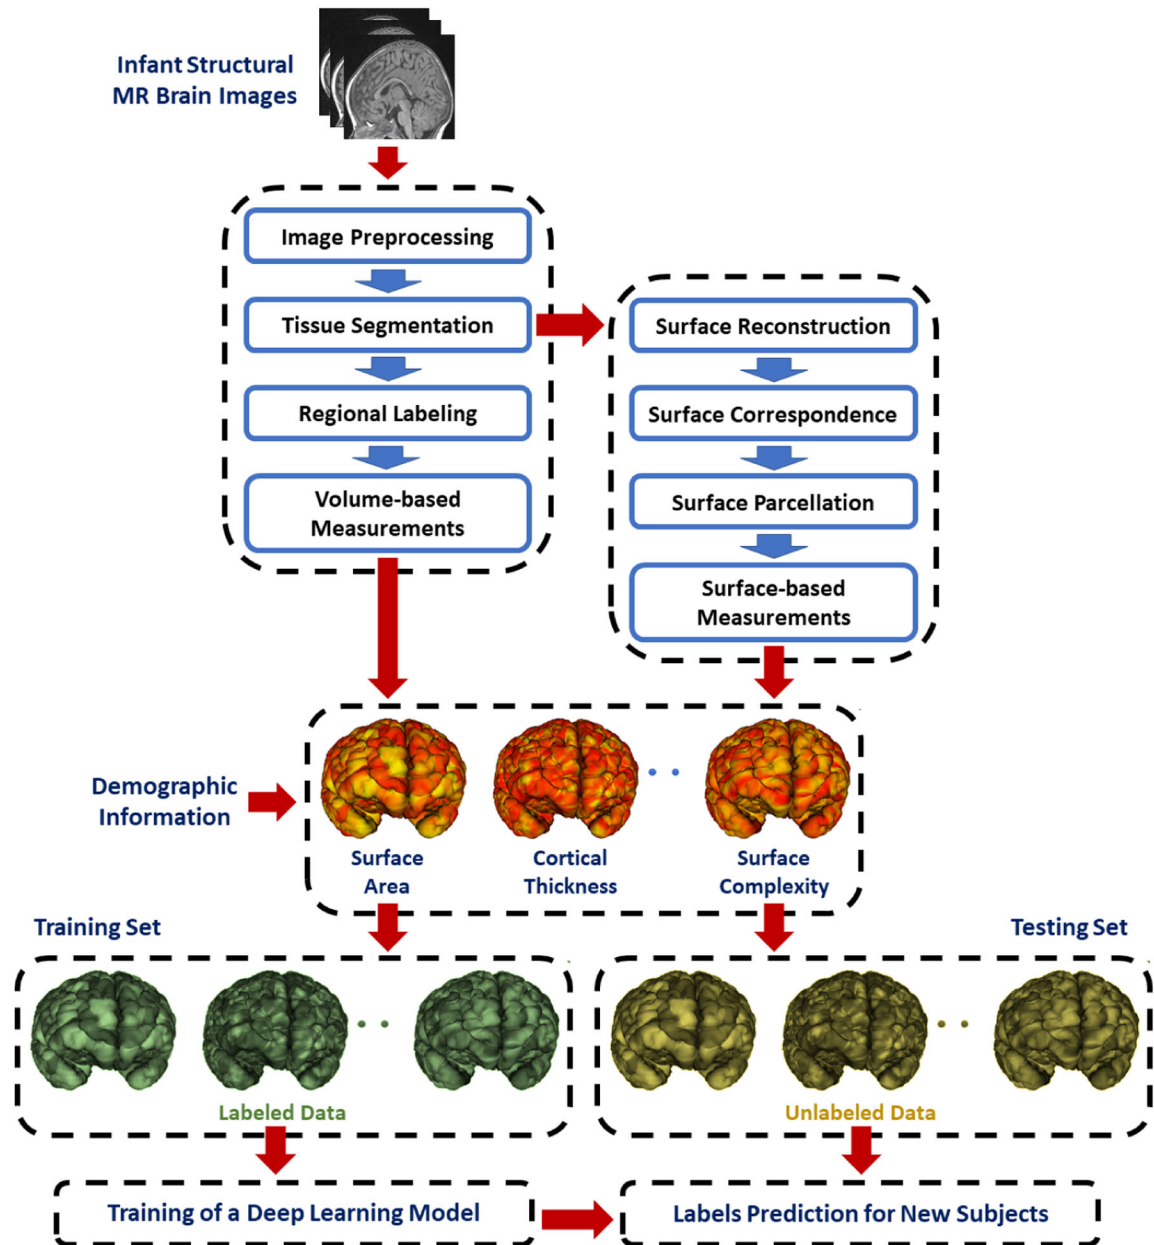 Infant Structural
MR Brain Images
Image Preprocessing
Tissue Segmentation
Regional Labeling
Volume-based
Measurements
Surface Reconstruction
Surface Correspondence
Surface Parcellation
Surface-based
Measurements
Demographic
Information
Surface
Area
Cortical
Thickness
Surface
Complexity
Training Set
Labeled Data
Testing Set
Unlabeled Data
Training of a Deep Learning Model
Labels Prediction for New Subjects